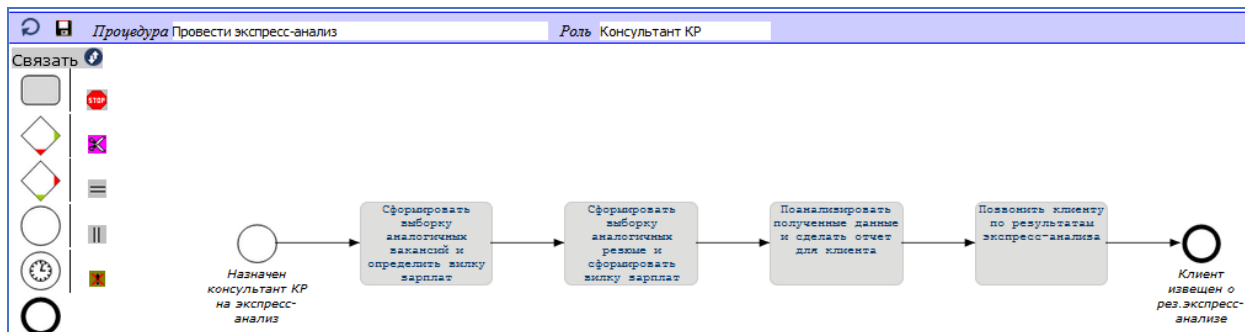 Процедура Провести экспресс-анализ Роль Консультант КР
Связать
STOP
Сформировать
выборку
аналогичных
вакансий и
определить вилку
зарплат
Сформировать
выборку
аналогичных
резюме и
сформировать
вилку зарплат
Поанализировать
полученные данные
и сделать отчет
для клиента
Позвонить клиенту
по результатам
экспресс-анализа
Назначен
консультант КР
на экспресс-
анализ
Клиент
извещен о
рез.экспресс-
анализе